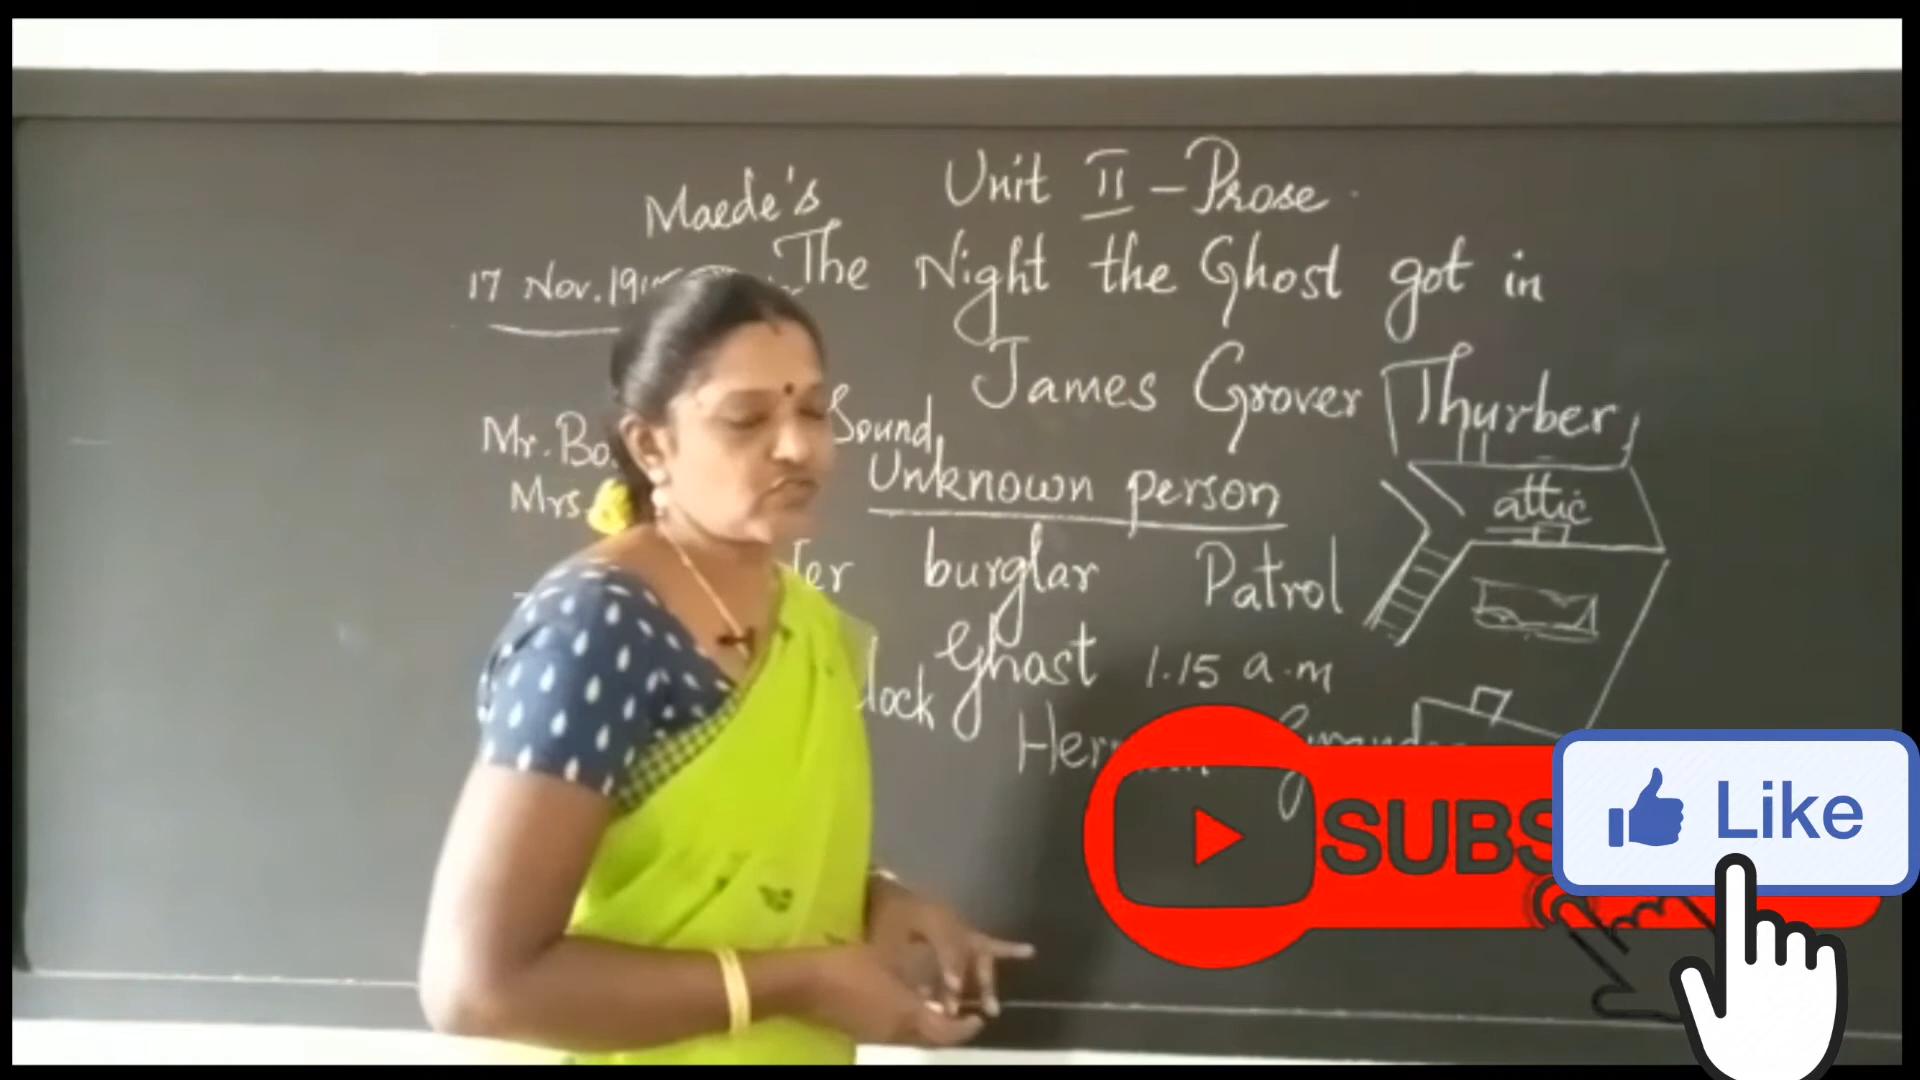 Unit II - Prose
Maede's
The Night the Ghost got in
17 Nov. 19
James Grover Thurber
Mr. Bo
Sound,
Mrs.
Unknown person
attic
burglar
Patrol
Ghost
1.15 a.m
SUBS
Like